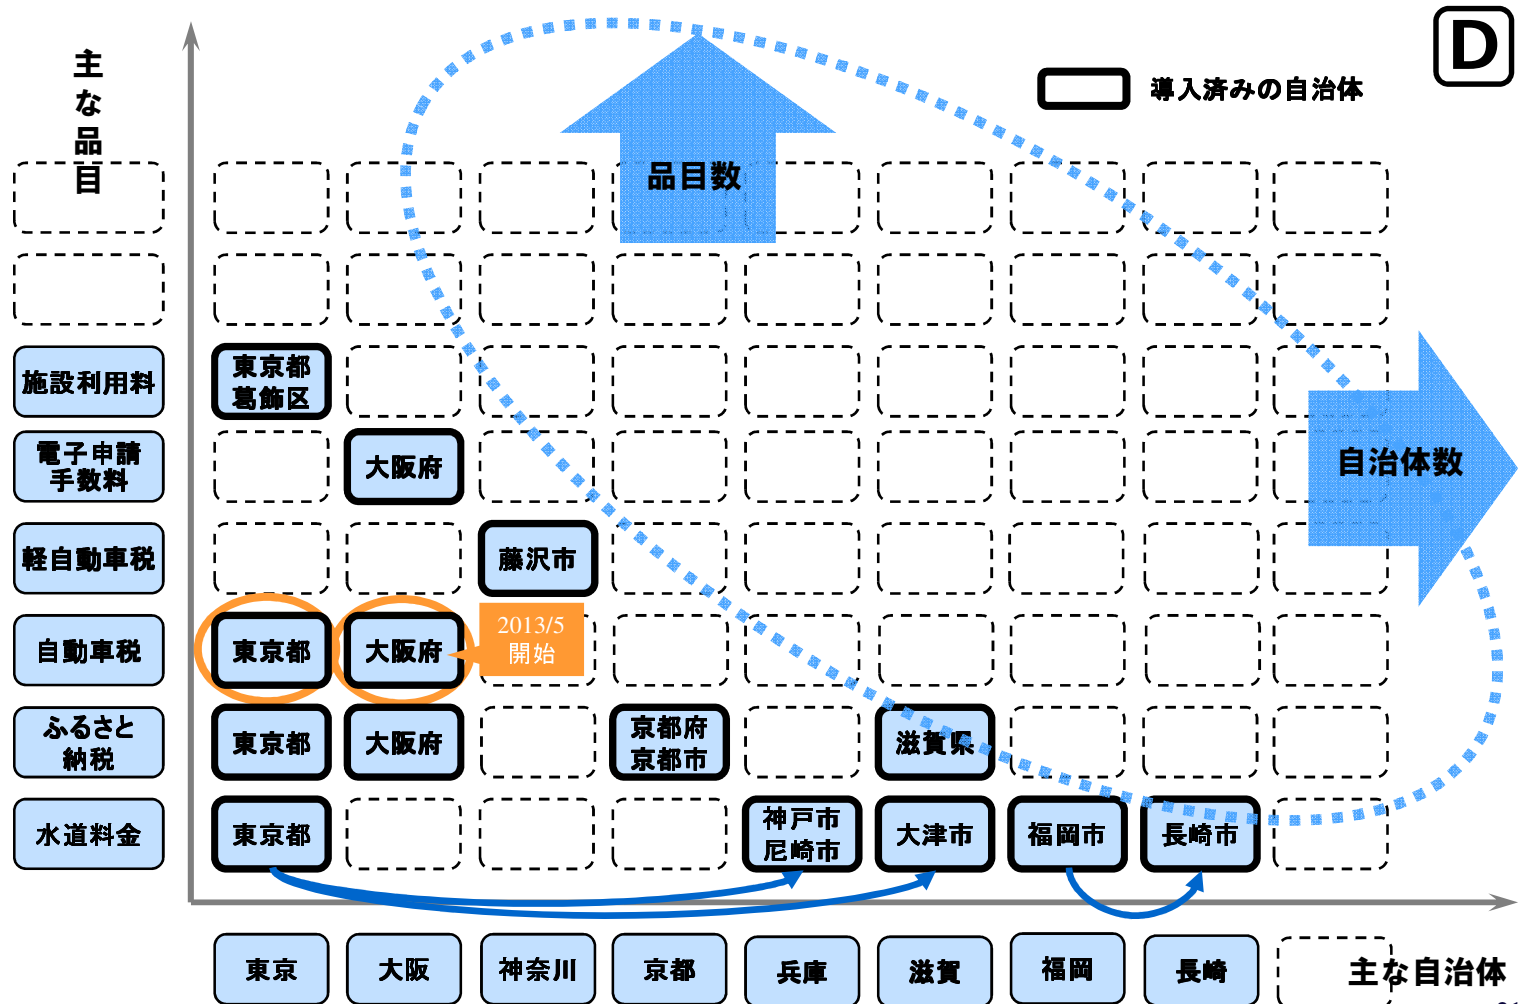 D
主な品目
導入済みの自治体
品目数
施設利用料
東京都
葛飾区
電子申請
手数料
大阪府
自治体数
軽自動車税
藤沢市
自動車税
東京都
大阪府
2013/5
開始
ふるさと
納税
東京都
大阪府
京都府
京都市
滋賀県
水道料金
東京都
神戸市
尼崎市
大津市
福岡市
長崎市
東京
大阪
神奈川
京都
兵庫
滋賀
福岡
長崎
主な自治体